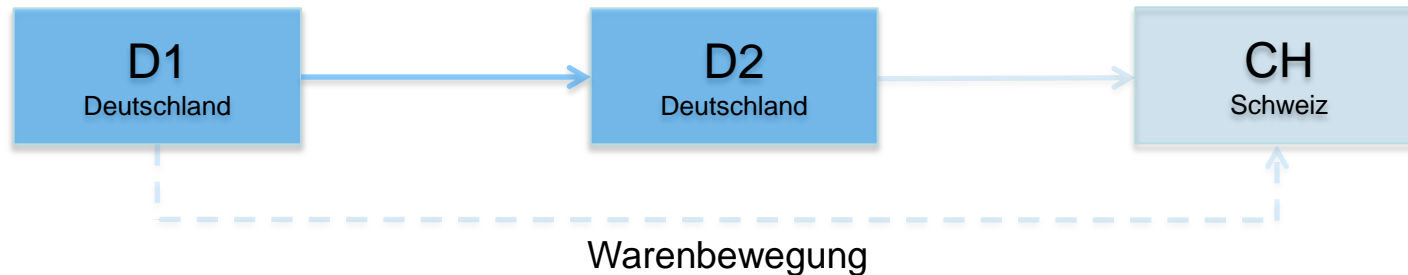 D1
Deutschland
D2
Deutschland
CH
Schweiz
Warenbewegung